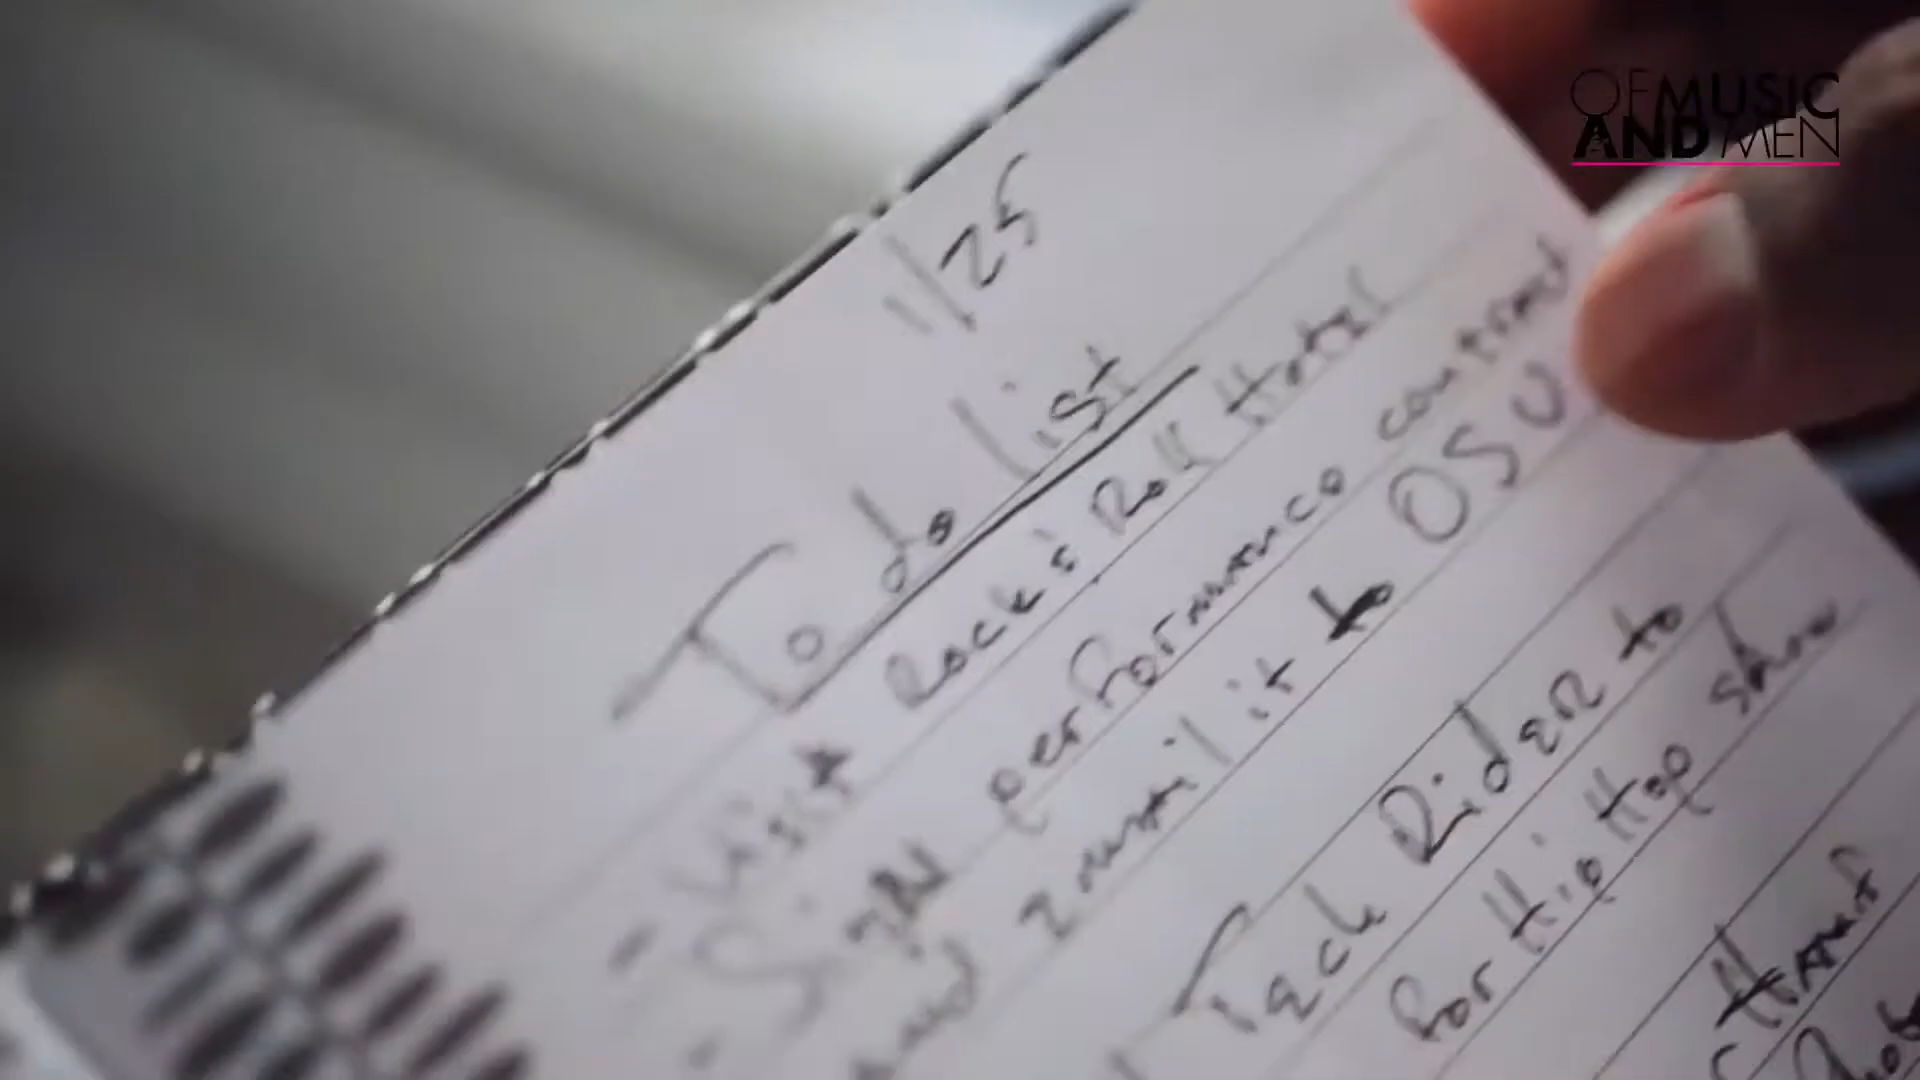 OF MUSIC
AND MEN
1/25
To do list
- Visit Rock & Roll Hotel
- Sign performance contract
and email it to OSU
Tech Rider to
for Hip Hop show